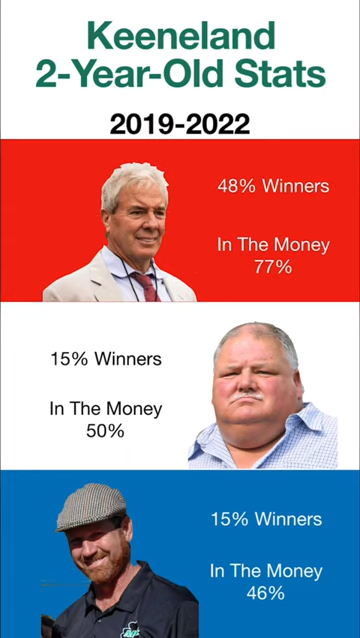 Keeneland
2-Year-Old Stats
2019-2022
48% Winners
In The Money
77%
15% Winners
In The Money
50%
15% Winners
In The Money
46%